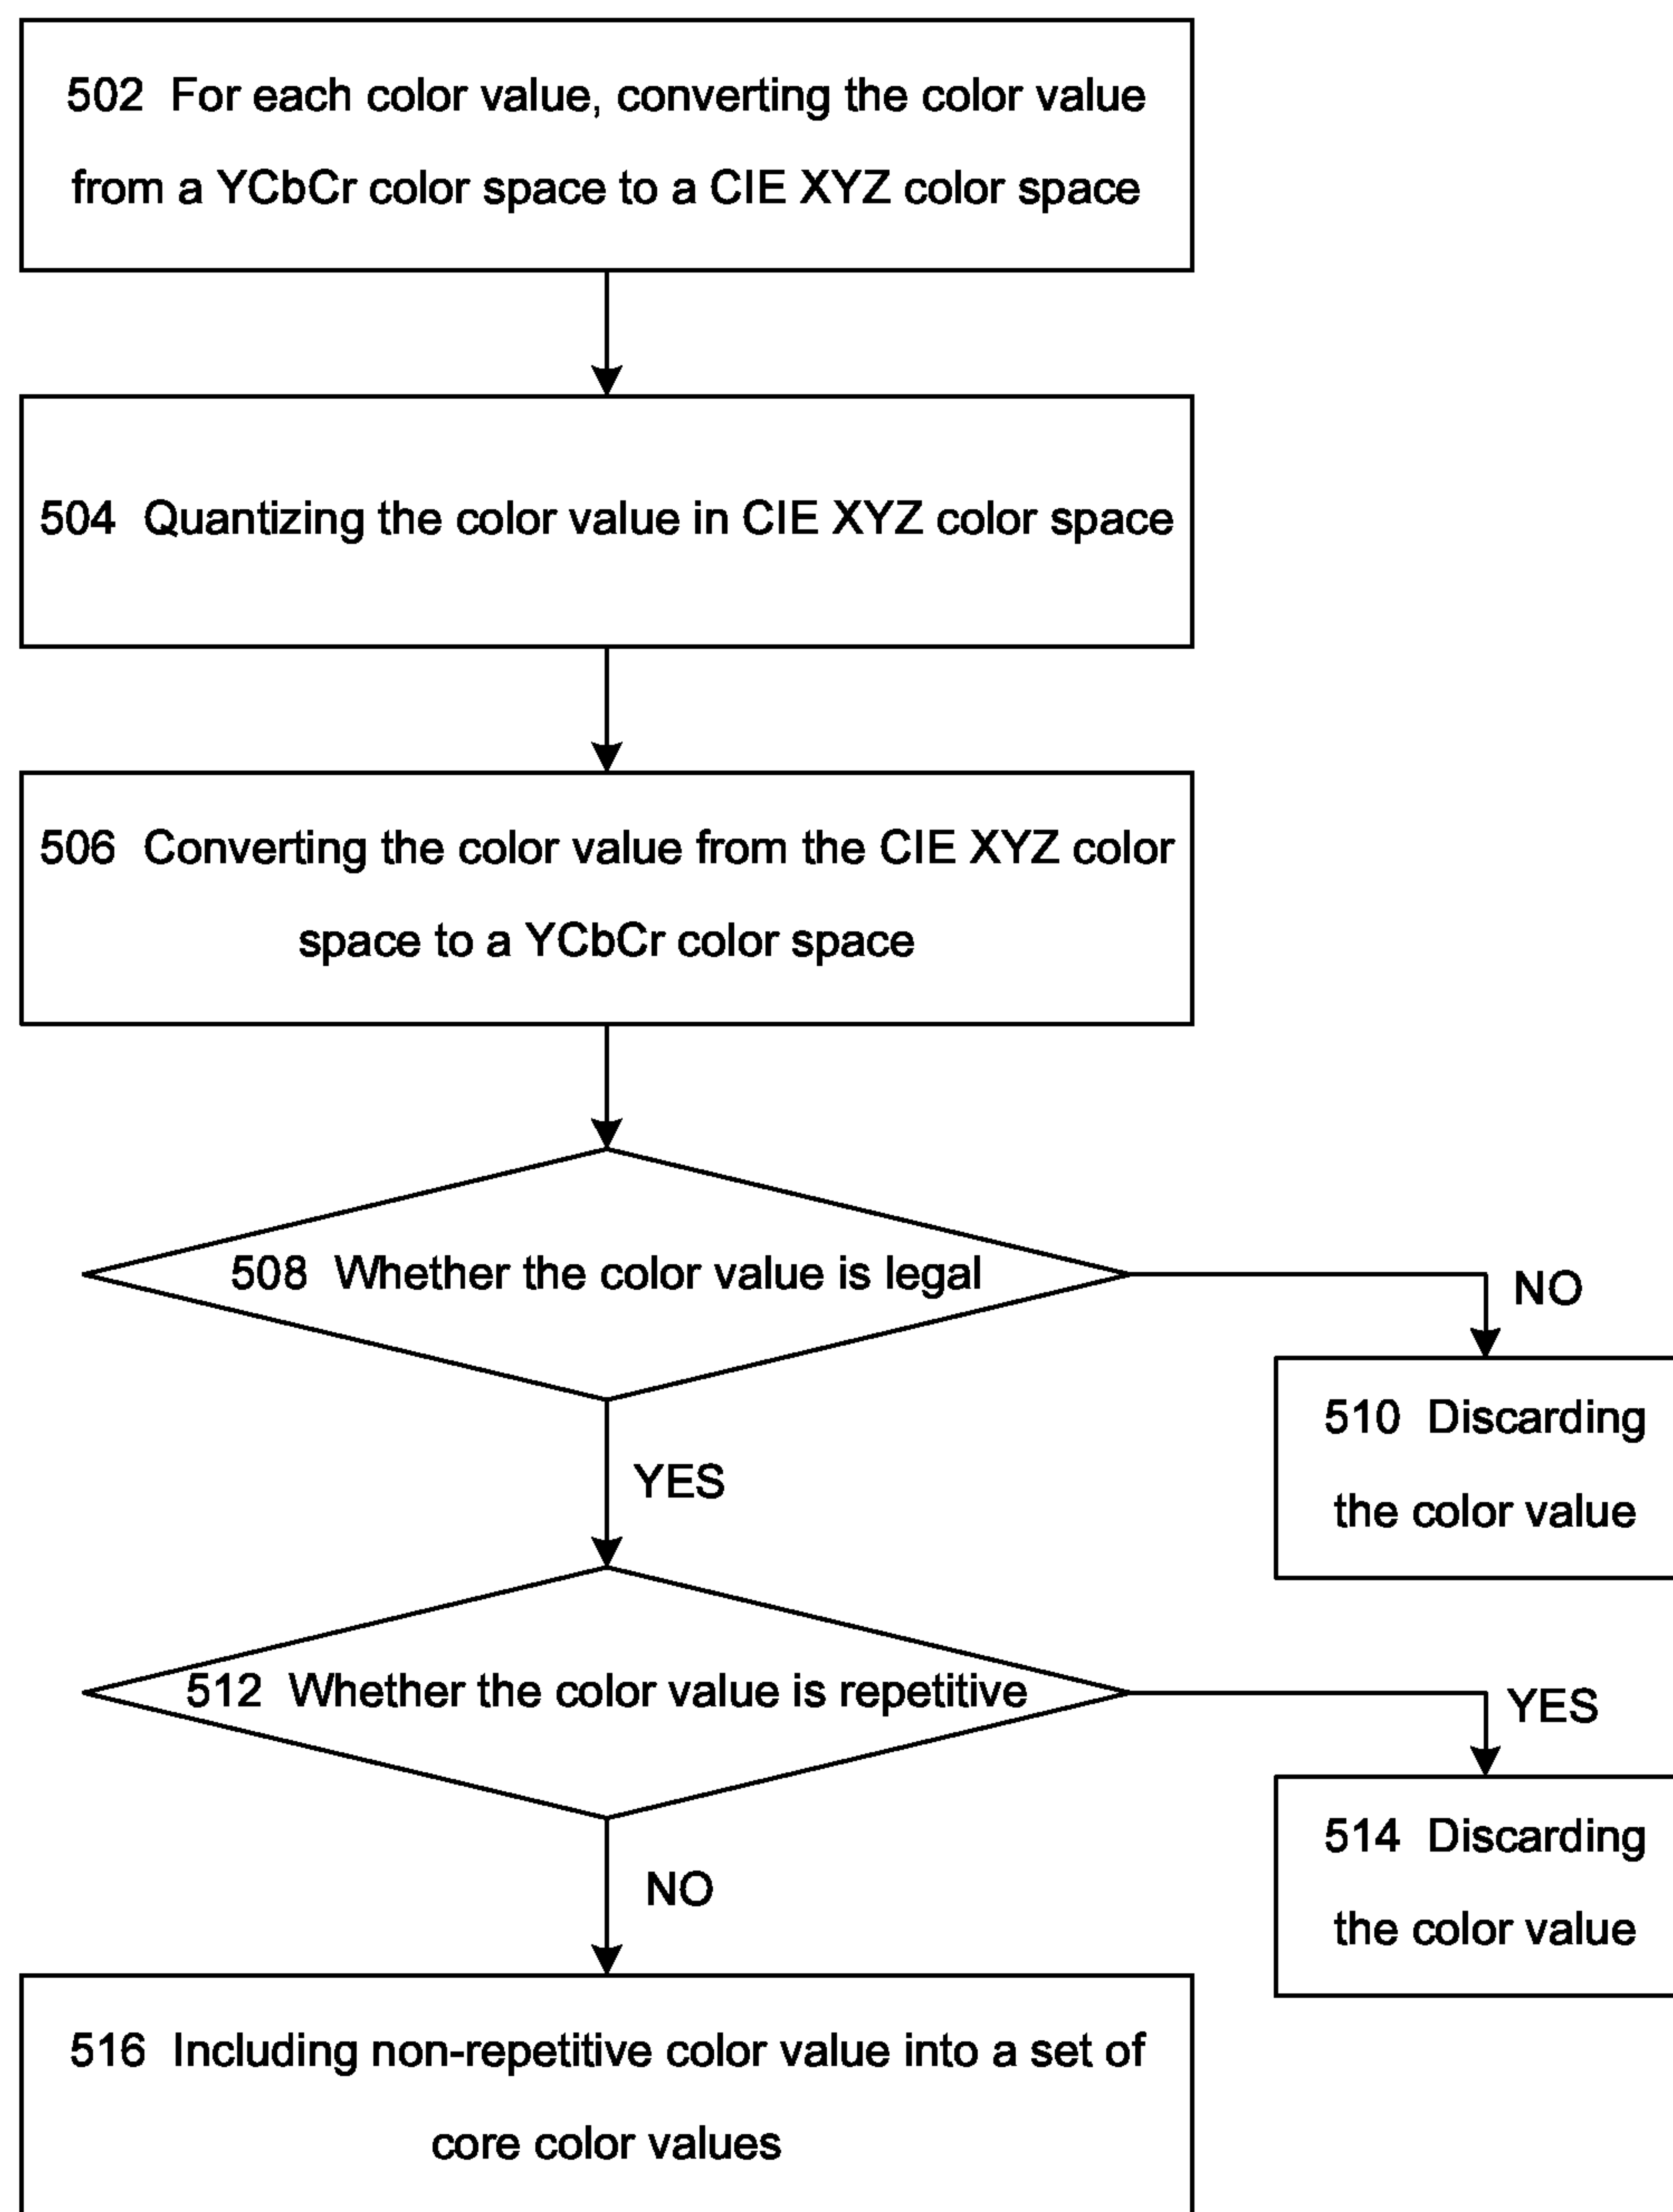 502 For each color value, converting the color value
from a YCbCr color space to a CIE XYZ color space
504 Quantizing the color value in CIE XYZ color space
506 Converting the color value from the CIE XYZ color
space to a YCbCr color space
508 Whether the color value is legal
NO
510 Discarding
the color value
YES
512 Whether the color value is repetitive
YES
514 Discarding
the color value
NO
516 Including non-repetitive color value into a set of
core color values